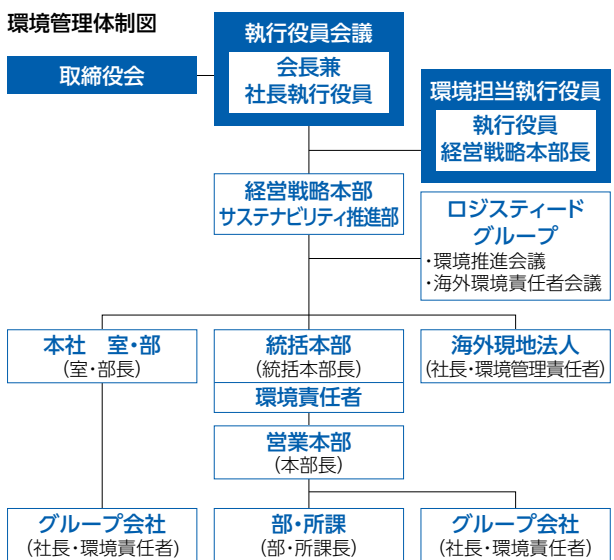 環境管理体制図
執行役員会議
会長兼
社長執行役員
取締役会
環境担当執行役員
執行役員
経営戦略本部長
経営戦略本部
サステナビリティ推進部
ロジスティード
グループ
・環境推進会議
・海外環境責任者会議
本社　室・部
（室・部長）
統括本部
（統括本部長）
環境責任者
海外現地法人
（社長・環境管理責任者）
営業本部
（本部長）
グループ会社
（社長・環境責任者）
部・所課
（部・所課長）
グループ会社
（社長・環境責任者）